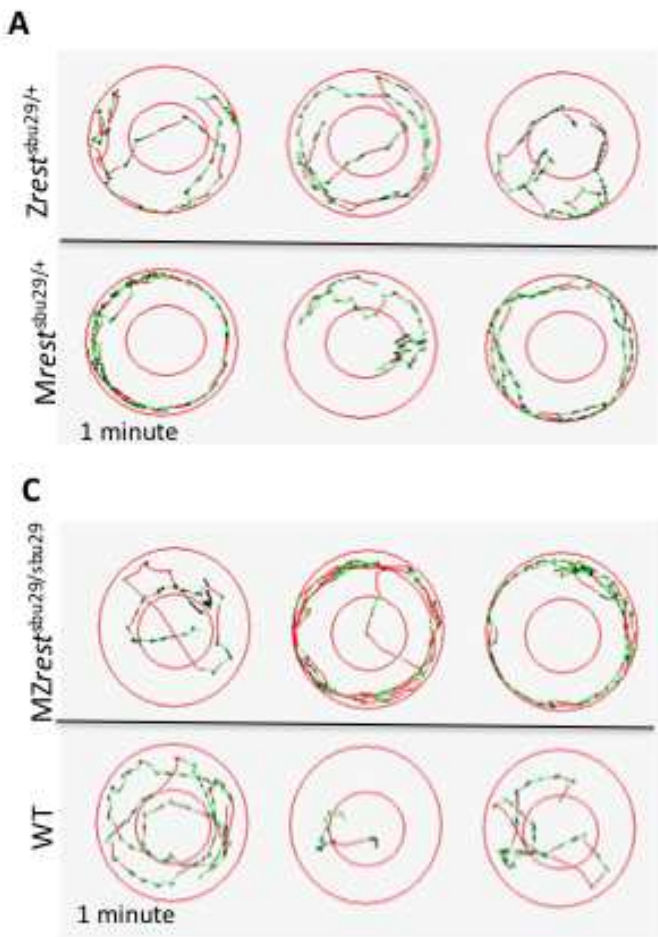 A
Zrest^sbu29/+
Mrest^sbu29/+
1 minute
C
MZrest^sbu29/sbu29
WT
1 minute